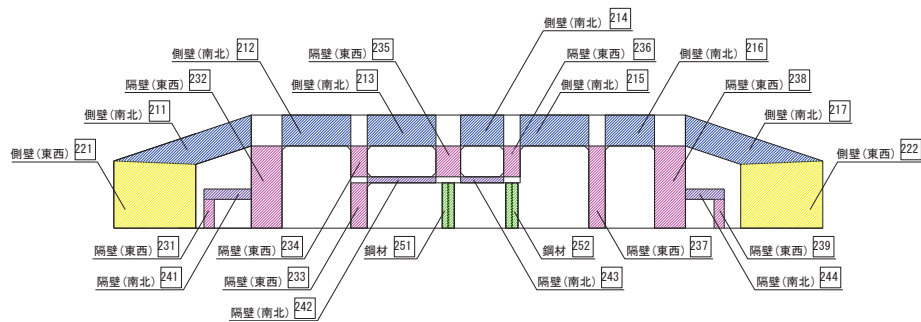 側壁(南北) 214
側壁(南北) 212
隔壁(東西) 235
隔壁(東西) 236
側壁(南北) 216
隔壁(東西) 232
側壁(南北) 213
側壁(南北) 215
隔壁(東西) 238
側壁(南北) 211
側壁(南北) 217
側壁(東西) 221
側壁(東西) 222
隔壁(東西) 231
隔壁(東西) 234
鋼材 251
鋼材 252
隔壁(東西) 237
隔壁(東西) 239
隔壁(南北) 241
隔壁(東西) 233
隔壁(南北) 243
隔壁(南北) 244
隔壁(南北) 242